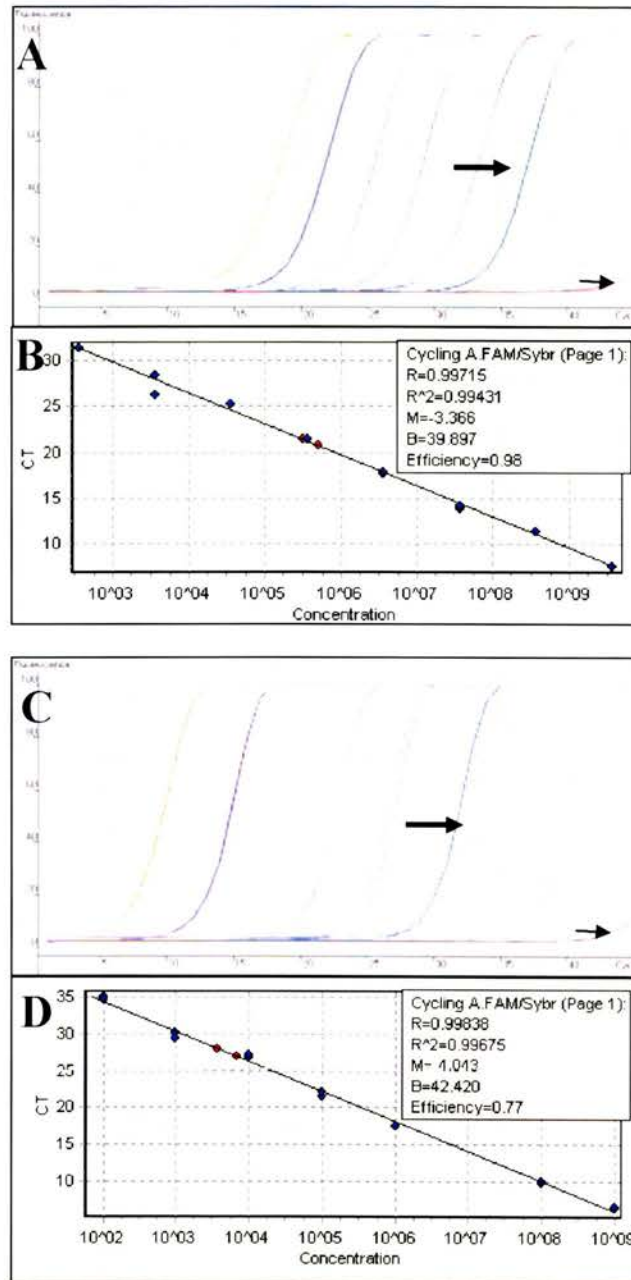 A
B
Cycling A.FAM/Sybr (Page 1):
R=0.99715
R^2=0.99431
M=-3.366
B=39.897
Efficiency=0.98
30
25
20
15
10
CT
10^03 10^04 10^05 10^06 10^07 10^08 10^09
Concentration
C
D
Cycling A.FAM/Sybr (Page 1):
R=0.99838
R^2=0.99675
M=-4.043
B=42.420
Efficiency=0.77
35
30
25
20
15
10
CT
10^02 10^03 10^04 10^05 10^06 10^07 10^08 10^09
Concentration